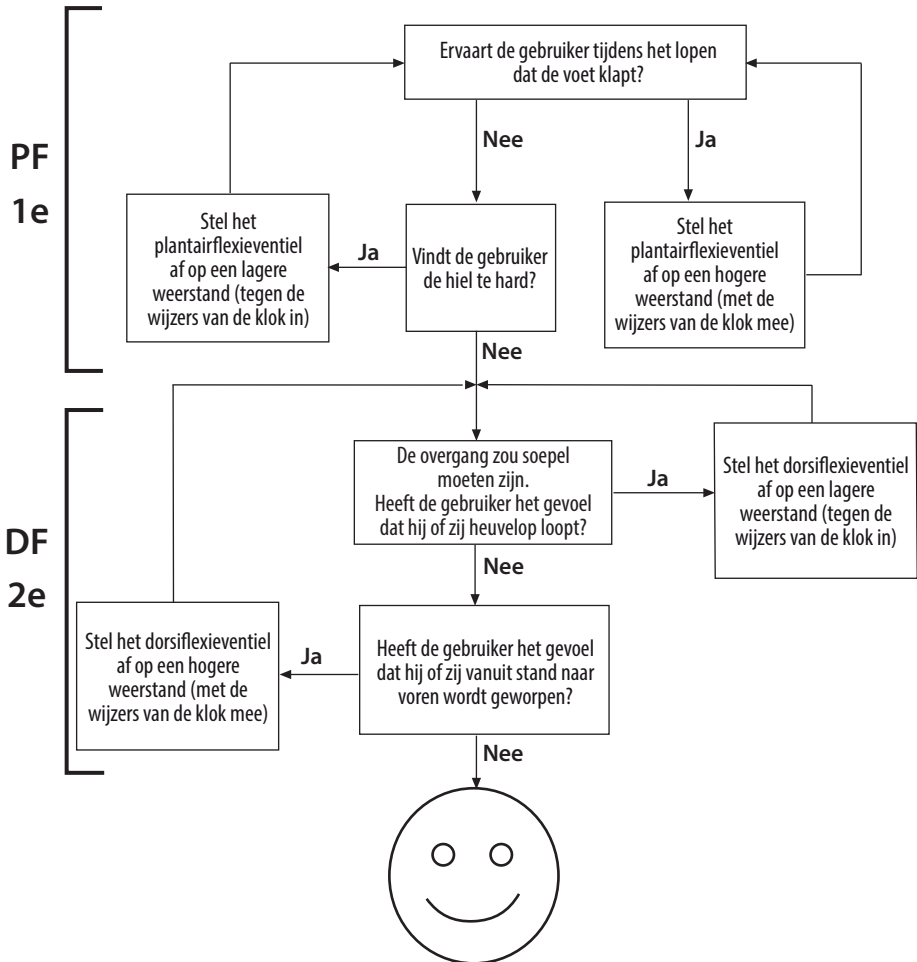 Ervaart de gebruiker tijdens het lopen
dat de voet klapt?
Nee
Ja
PF
1e
Stel het
plantairflexieventiel
af op een lagere
weerstand (tegen de
wijzers van de klok in)
Ja
Vindt de gebruiker
de hiel te hard?
Stel het
plantairflexieventiel
af op een hogere
weerstand (met de
wijzers van de klok mee)
Nee
De overgang zou soepel
moeten zijn.
Heeft de gebruiker het gevoel
dat hij of zij heuvelop loopt?
Ja
Stel het dorsiflexieventiel
af op een lagere
weerstand (tegen de
wijzers van de klok in)
DF
2e
Nee
Stel het dorsiflexieventiel
af op een hogere
weerstand (met de
wijzers van de klok mee)
Ja
Heeft de gebruiker het gevoel
dat hij of zij vanuit stand naar
voren wordt geworpen?
Nee